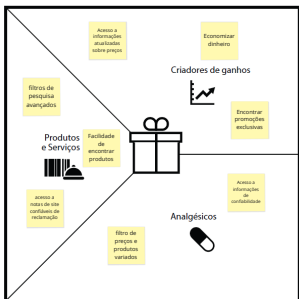 Acesso a
informações
atualizadas
sobre preços
Economizar
dinheiro
Criadores de ganhos
filtros de
pesquisa
avançados
Encontrar
promoções
exclusivas
Produtos
e Serviços
Facilidade
de
encontrar
produtos
Acesso a
informações
de
confiabilidade
acesso a
notas de site
confiáveis de
reclamação
Analgésicos
filtro de
preços e
produtos
variados